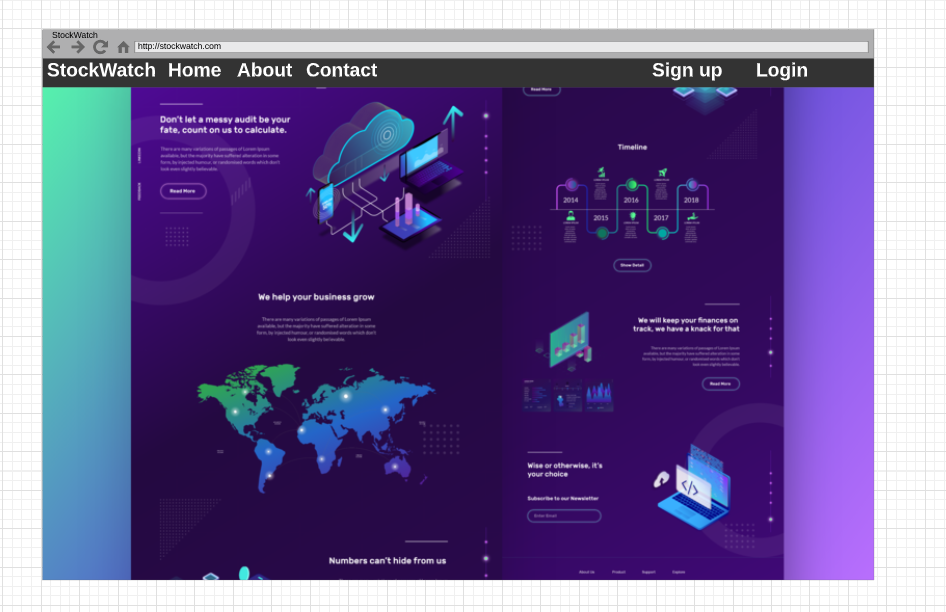 StockWatch
http://stockwatch.com
StockWatch Home About Contact Sign up Login
Don't let a messy audit be your
fate, count on us to calculate.
There are many variations of passages of Lorem Ipsum
available, but the majority have suffered alteration in some
form, by injected humour, or randomised words which don't
look even slightly believable.
Read More
We help your business grow
There are many variations of passages of Lorem Ipsum
available, but the majority have suffered alteration in some
form, by injected humour, or randomised words which don't
look even slightly believable.
Numbers can't hide from us
Read More
Timeline
2014
2015
2016
2017
2018
Show Detail
We will keep your finances on
track, we have a knack for that
There are many variations of passages of Lorem Ipsum
available, but the majority have suffered alteration in some
form, by injected humour, or randomised words which don't
look even slightly believable.
Read More
Wise or otherwise, it's
your choice
Subscribe to our Newsletter
Enter Email
About Us Product Support Explore